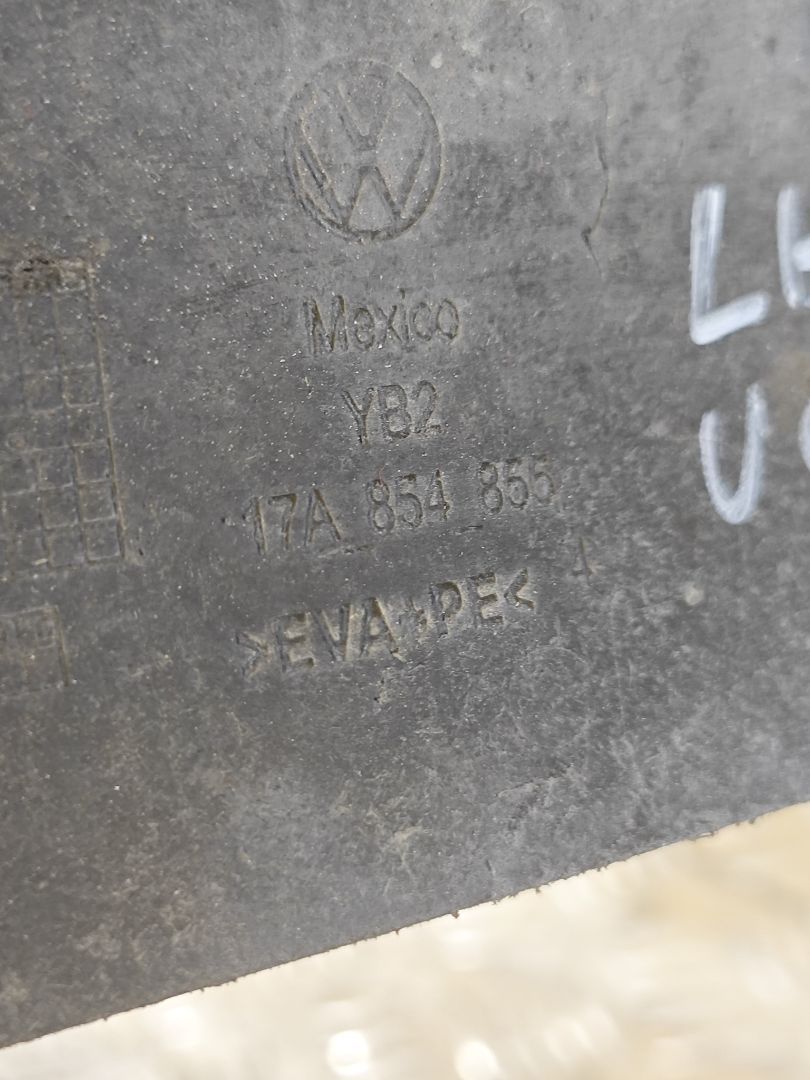 Mexico
YB2
17A 854 855
>EVA+PE<